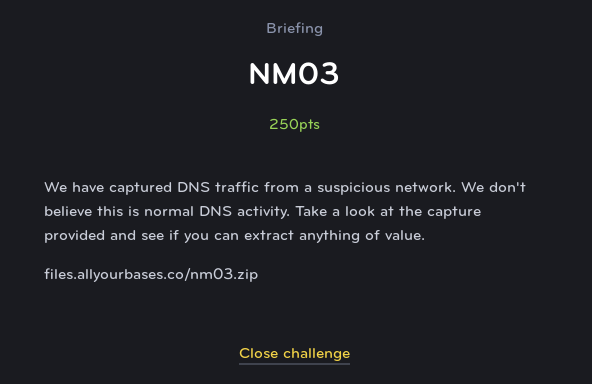 Briefing
NM03
250pts
We have captured DNS traffic from a suspicious network. We don't
believe this is normal DNS activity. Take a look at the capture
provided and see if you can extract anything of value.
files.allyourbases.co/nm03.zip
Close challenge